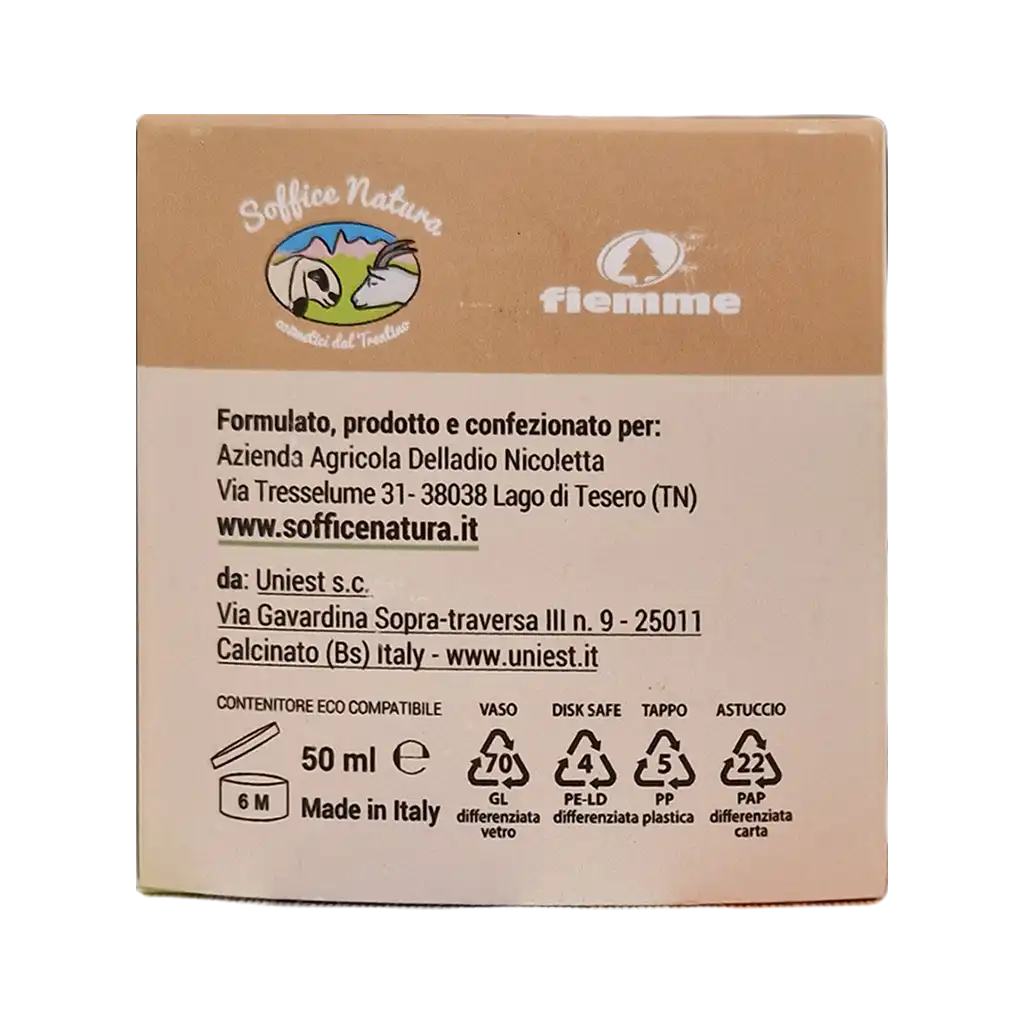 Soffice Natura
cosmetici dal Trentino
fiemme
Formulato, prodotto e confezionato per:
Azienda Agricola Delladio Nicoletta
Via Tresselume 31- 38038 Lago di Tesero (TN)
www.sofficenatura.it
da: Uniest s.c.
Via Gavardina Sopra-traversa III n. 9 - 25011
Calcinato (Bs) Italy - www.uniest.it
CONTENITORE ECO COMPATIBILE
6 M
50 ml ℮
Made in Italy
VASO
70
GL
differenziata
vetro
DISK SAFE
4
PE-LD
TAPPO
5
PP
differenziata plastica
ASTUCCIO
22
PAP
differenziata
carta